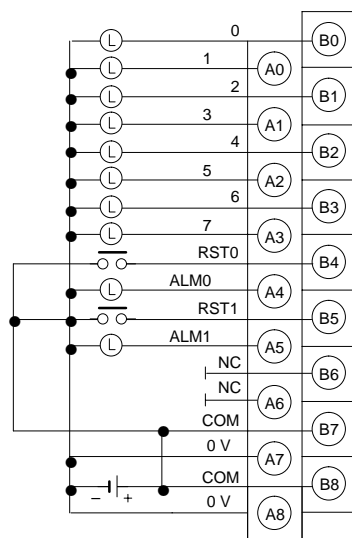 L 0 B0
L 1 A0
L 2 B1
L 3 A1
L 4 B2
L 5 A2
L 6 B3
L 7 A3
RST0 B4
L ALM0 A4
RST1 B5
L ALM1 A5
NC B6
NC A6
COM B7
0 V A7
− + COM B8
0 V A8